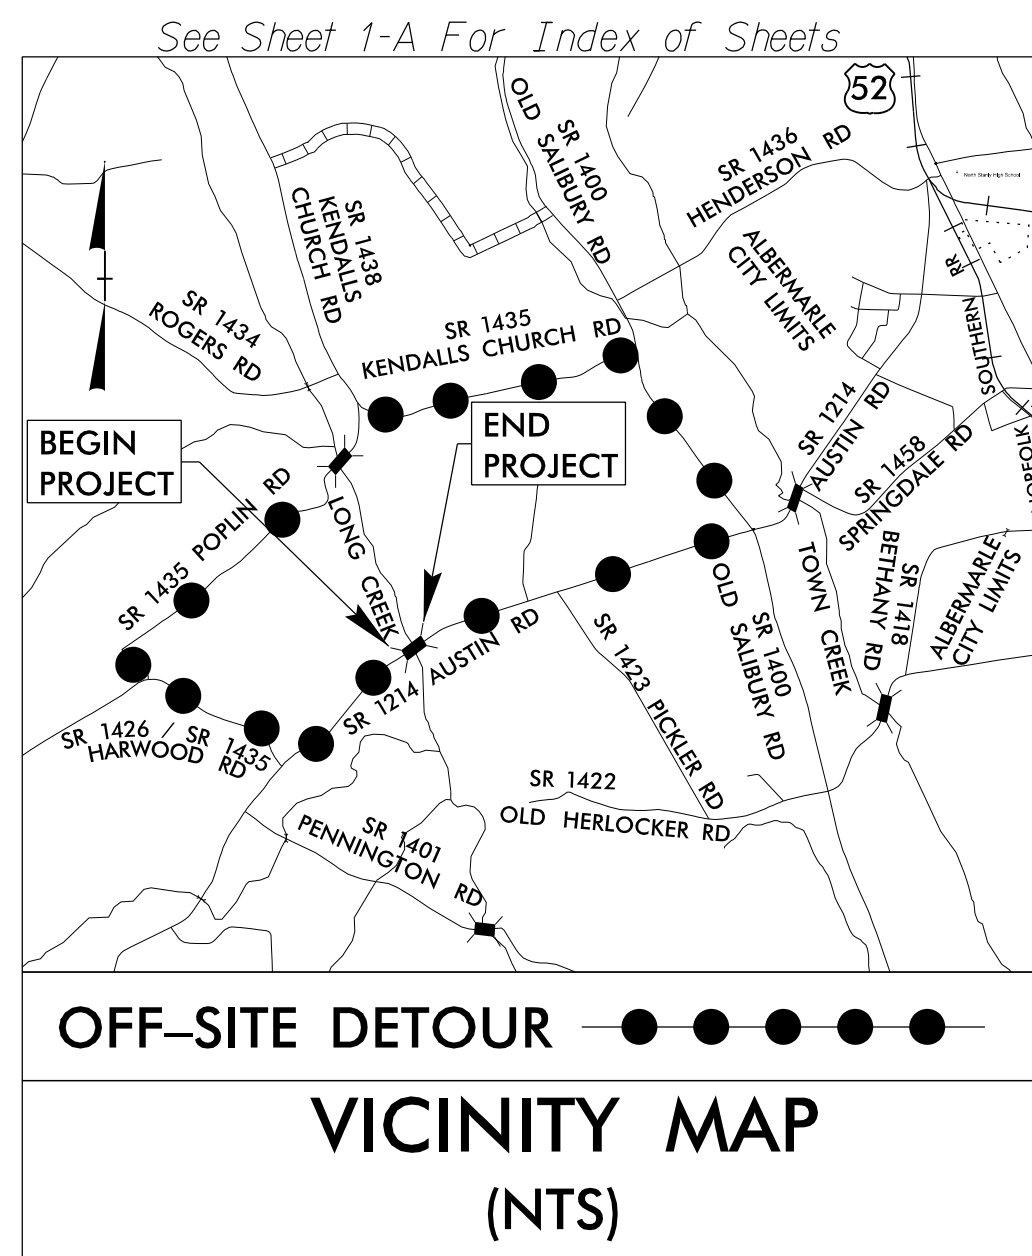 See Sheet 1-A For Index of Sheets
52
OLD SALIBURY RD
SR 1400
SR 1436
HENDERSON RD
North Stanly High School
SR 1438
KENDALLS
CHURCH RD
ALBERMARLE
CITY LIMITS
RR
SOUTHERN
SR 1434
ROGERS RD
SR 1435
KENDALLS CHURCH RD
BEGIN
PROJECT
END
PROJECT
SR 1214
AUSTIN RD
SR 1458
SPRINGDALE RD
SR 1435 POPLIN RD
LONG CREEK
TOWN CREEK
SR 1418
BETHANY RD
ALBERMARLE
CITY LIMITS
SR 1214 AUSTIN RD
SR 1423 PICKLER RD
SR 1400
OLD SALIBURY RD
SR 1426 / SR 1435
HARWOOD RD
SR 1422
OLD HERLOCKER RD
SR 1401
PENNINGTON RD
OFF–SITE DETOUR
VICINITY MAP
(NTS)